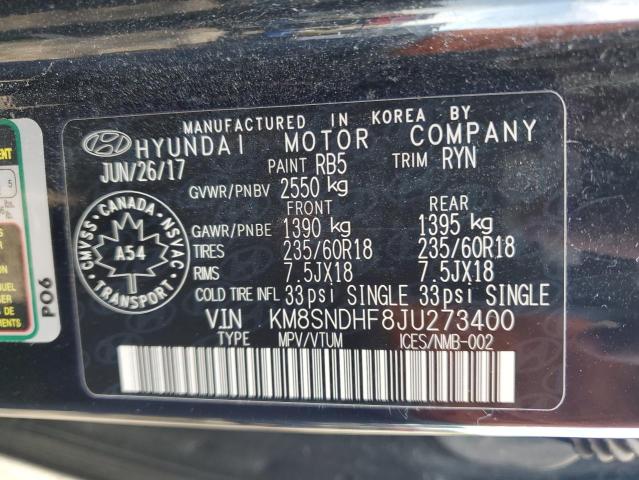 MANUFACTURED IN KOREA BY
HYUNDAI MOTOR COMPANY
JUN/26/17 PAINT RB5 TRIM RYN
GVWR/PNBV 2550 kg
FRONT REAR
GAWR/PNBE 1390 kg 1395 kg
TIRES 235/60R18 235/60R18
RIMS 7.5JX18 7.5JX18
COLD TIRE INFL 33psi SINGLE 33psi SINGLE
VIN KM8SNDHF8JU273400
TYPE MPV/VTUM ICES/NMB-002
CANADA
CMVSS NSVAC
A54
TRANSPORT
5
PO6